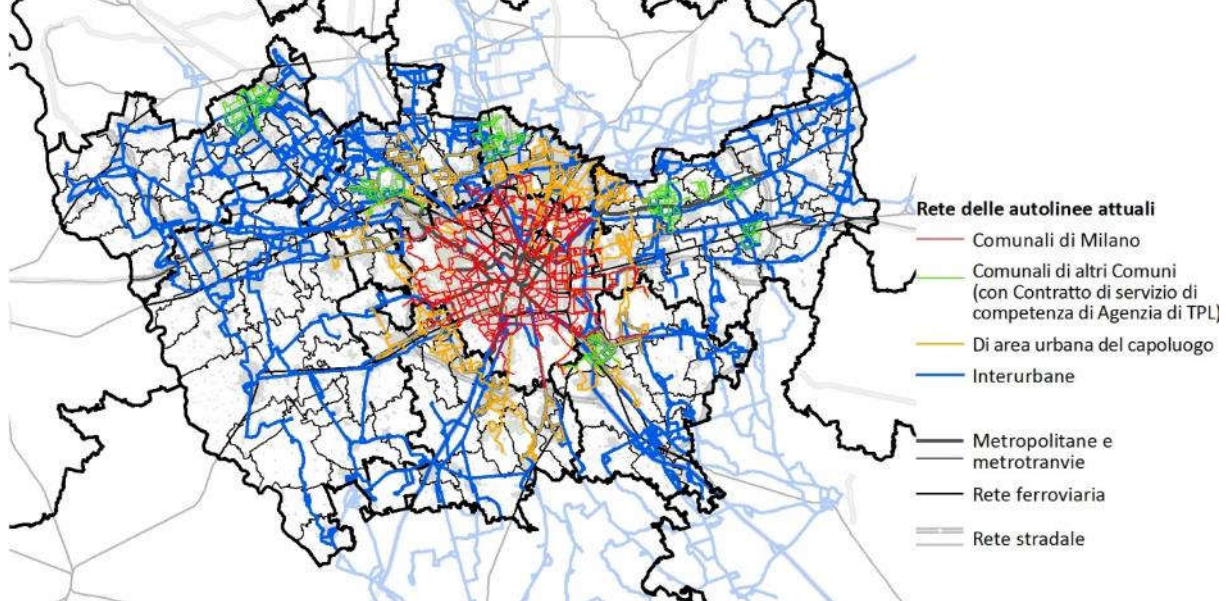 Rete delle autolinee attuali
Comunali di Milano
Comunali di altri Comuni
(con Contratto di servizio di
competenza di Agenzia di TPL)
Di area urbana del capoluogo
Interurbane
Metropolitane e
metrotranvie
Rete ferroviaria
Rete stradale